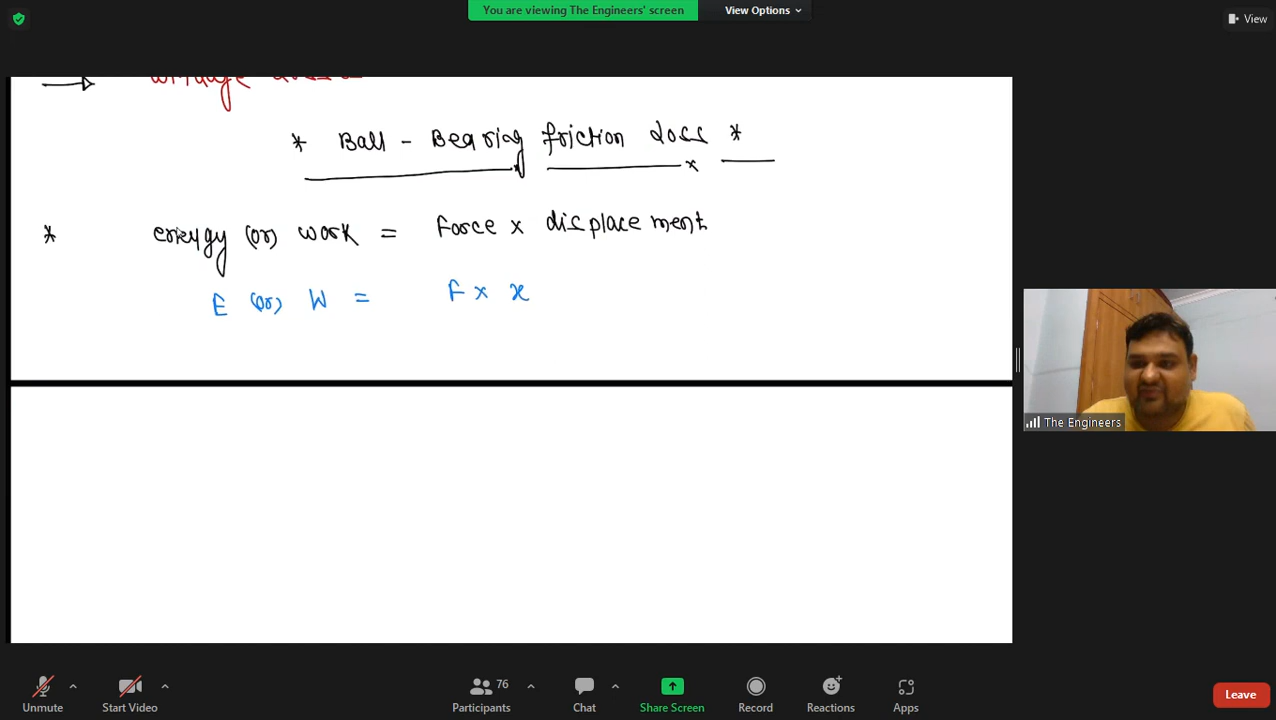 You are viewing The Engineers' screen
View Options
View
* Ball - Bearing friction Loss *
* energy (or) work = Force x displacement
E (or) W = F x x
The Engineers
Unmute
Start Video
76
Participants
Chat
Share Screen
Record
Reactions
Apps
Leave